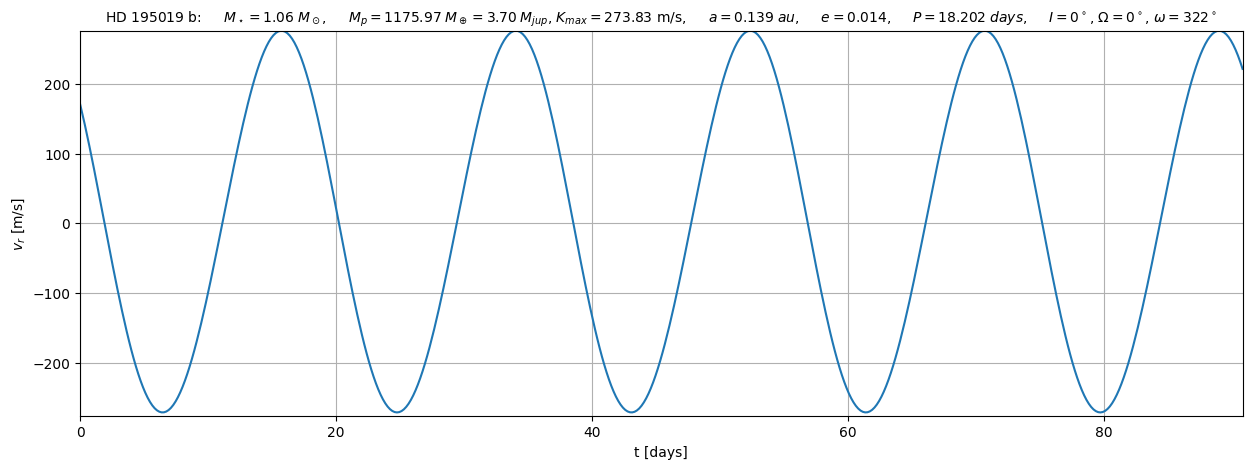 HD 195019 b: M⋆ = 1.06 M⊙, Mp = 1175.97 M⊕ = 3.70 Mjup, Kmax = 273.83 m/s, a = 0.139 au, e = 0.014, P = 18.202 days, I = 0°, Ω = 0°, ω = 322°
200
100
0
−100
−200
vr [m/s]
0 20 40 60 80
t [days]